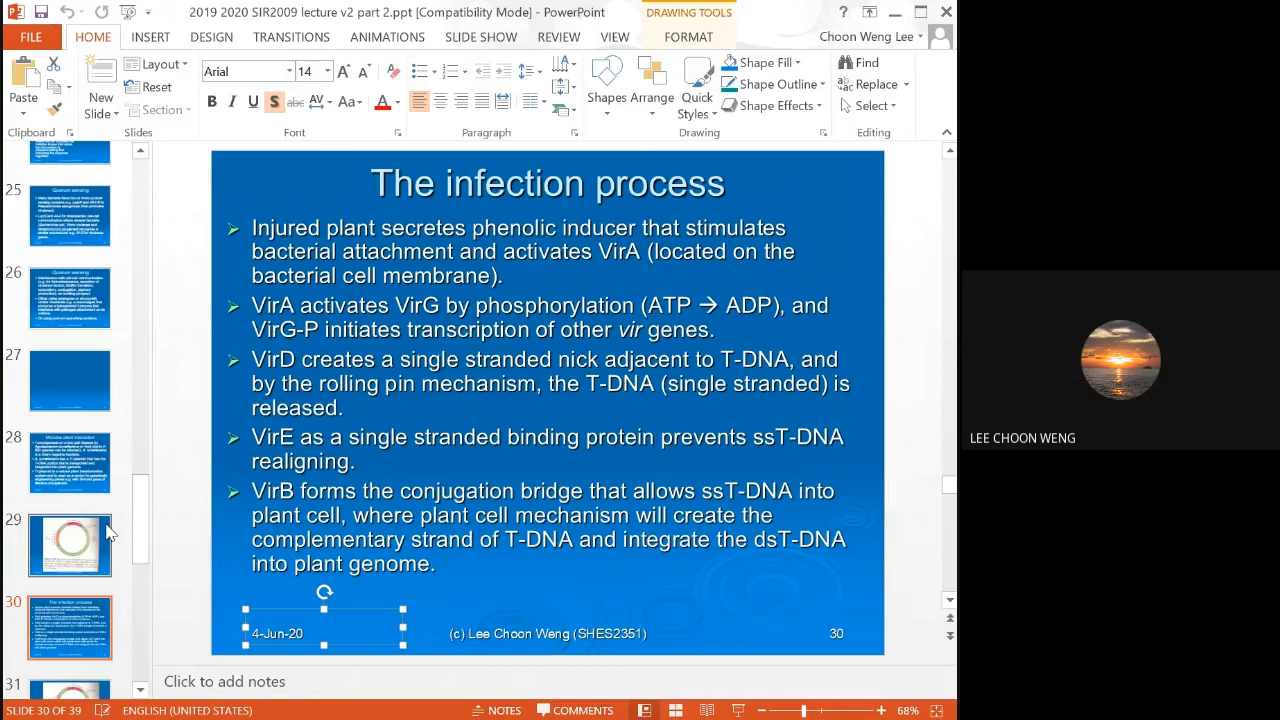 2019 2020 SIR2009 lecture v2 part 2.ppt [Compatibility Mode] - PowerPoint
DRAWING TOOLS
FILE HOME INSERT DESIGN TRANSITIONS ANIMATIONS SLIDE SHOW REVIEW VIEW FORMAT
Choon Weng Lee
Paste
Clipboard
New Slide
Layout
Reset
Section
Slides
Arial 14
Font
Paragraph
Shapes Arrange Quick Styles
Shape Fill
Shape Outline
Shape Effects
Drawing
Find
Replace
Select
Editing
25
Quorum sensing
26
Quorum sensing
27
28
Microbe plant interaction
29
30
The infection process
31
The infection process
Injured plant secretes phenolic inducer that stimulates
bacterial attachment and activates VirA (located on the
bacterial cell membrane).
VirA activates VirG by phosphorylation (ATP → ADP), and
VirG-P initiates transcription of other vir genes.
VirD creates a single stranded nick adjacent to T-DNA, and
by the rolling pin mechanism, the T-DNA (single stranded) is
released.
VirE as a single stranded binding protein prevents ssT-DNA
realigning.
VirB forms the conjugation bridge that allows ssT-DNA into
plant cell, where plant cell mechanism will create the
complementary strand of T-DNA and integrate the dsT-DNA
into plant genome.
4-Jun-20 (c) Lee Choon Weng (SHES2351) 30
Click to add notes
SLIDE 30 OF 39 ENGLISH (UNITED STATES) NOTES COMMENTS 68%
LEE CHOON WENG